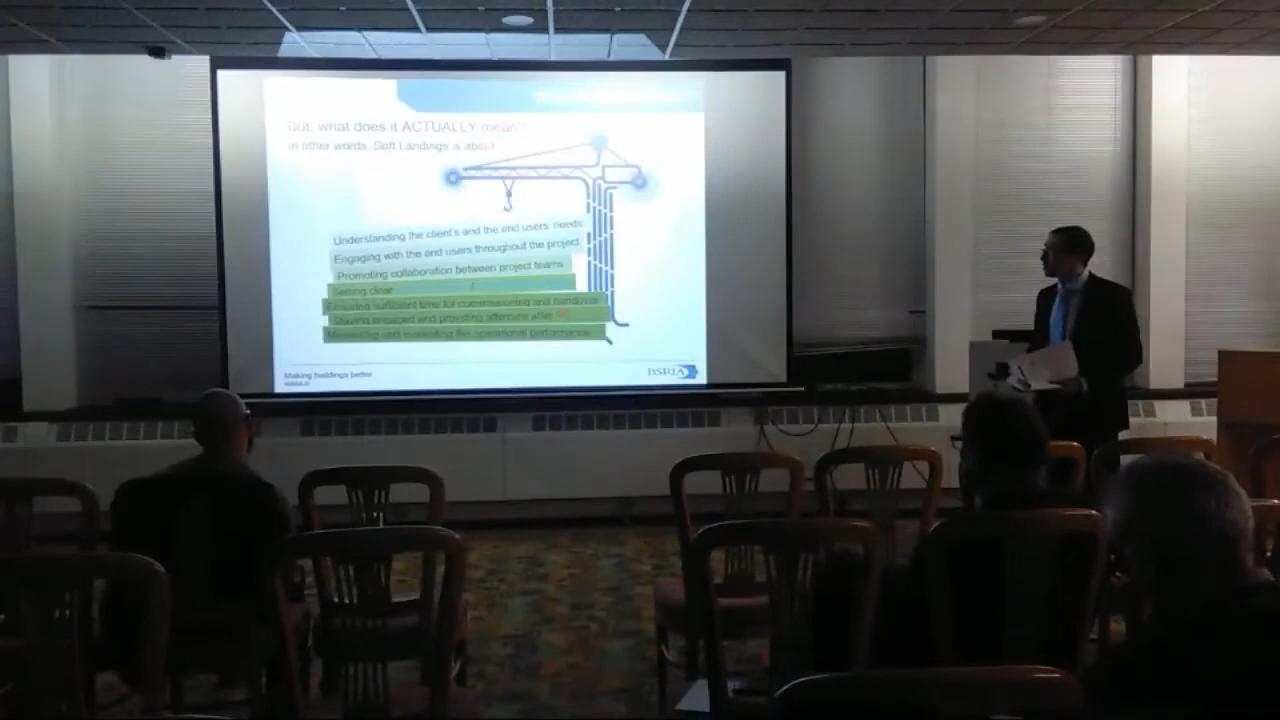 But, what does it ACTUALLY mean?
In other words, Soft Landings is about
Understanding the client's and the end users' needs
Engaging with the end users throughout the project
Promoting collaboration between project teams
Setting clear
Ensuring sufficient time for commissioning and handover
Staying engaged and providing aftercare after
Measuring and evaluating the operational performance
Making buildings better
BSRIA